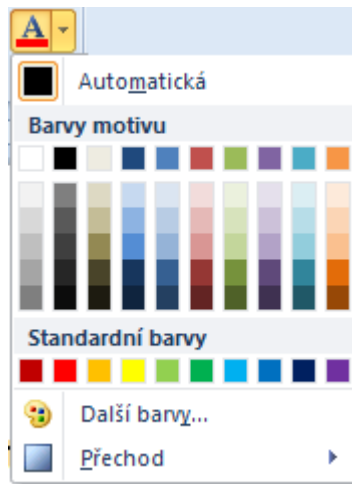 A
Automatická
Barvy motivu
Standardní barvy
Další barvy...
Přechod